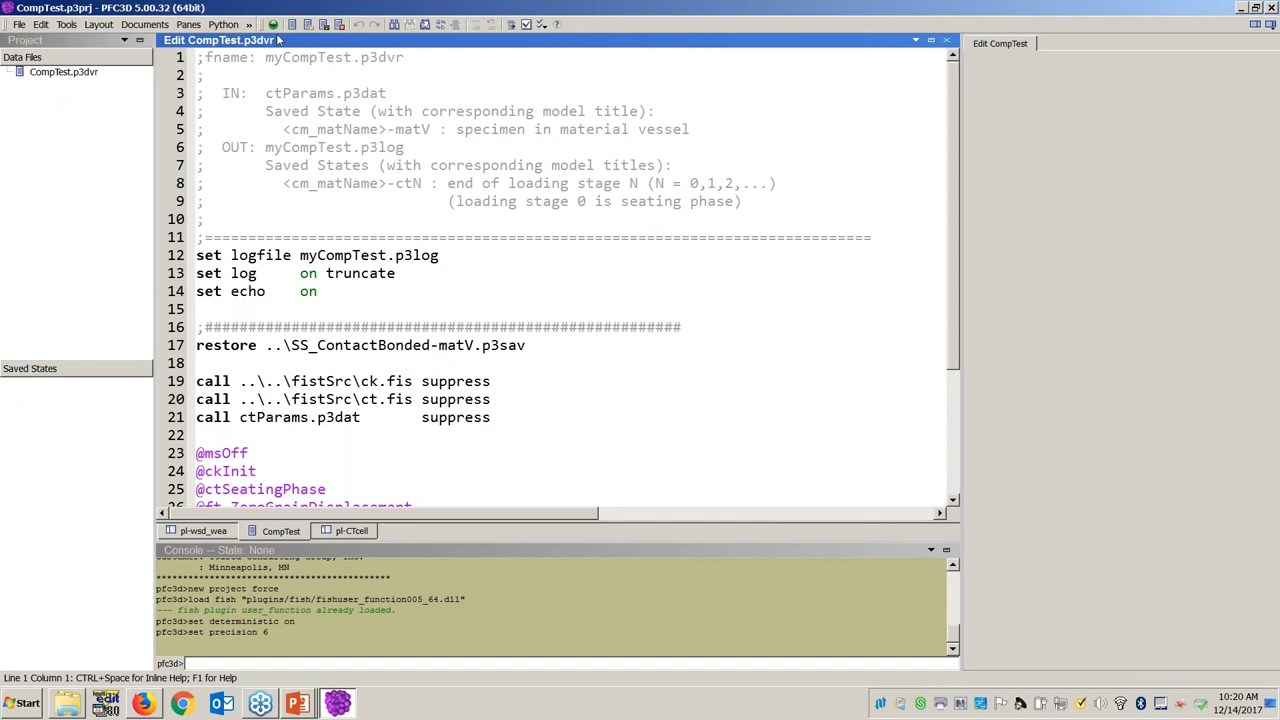 CompTest.p3prj - PFC3D 5.00.32 (64bit)
File Edit Tools Layout Documents Panes Python »
Project
Data Files
CompTest.p3dvr
Saved States
Edit CompTest.p3dvr
1 ;fname: myCompTest.p3dvr
2 ;
3 ;  IN:  ctParams.p3dat
4 ;       Saved State (with corresponding model title):
5 ;         <cm_matName>-matV : specimen in material vessel
6 ;  OUT: myCompTest.p3log
7 ;       Saved States (with corresponding model titles):
8 ;         <cm_matName>-ctN : end of loading stage N (N = 0,1,2,...)
9 ;                            (loading stage 0 is seating phase)
10 ;
11 ;=============================================================================
12 set logfile myCompTest.p3log
13 set log     on truncate
14 set echo    on
15
16 ;#######################################################
17 restore ..\SS_ContactBonded-matV.p3sav
18
19 call ..\..\fistSrc\ck.fis suppress
20 call ..\..\fistSrc\ct.fis suppress
21 call ctParams.p3dat       suppress
22
23 @msOff
24 @ckInit
25 @ctSeatingPhase
26 @ft_ZeroGrainDisplacement
pl-wsd_wea CompTest pl-CTcell
Console -- State: None
: Minneapolis, MN
*********************************************
pfc3d>new project force
pfc3d>load fish "plugins/fish/fishuser_function005_64.dll"
--- fish plugin user_function already loaded.
pfc3d>set deterministic on
pfc3d>set precision 6
pfc3d>
Edit CompTest
Line 1 Column 1: CTRL+Space for Inline Help; F1 for Help
Start
10:20 AM
12/14/2017